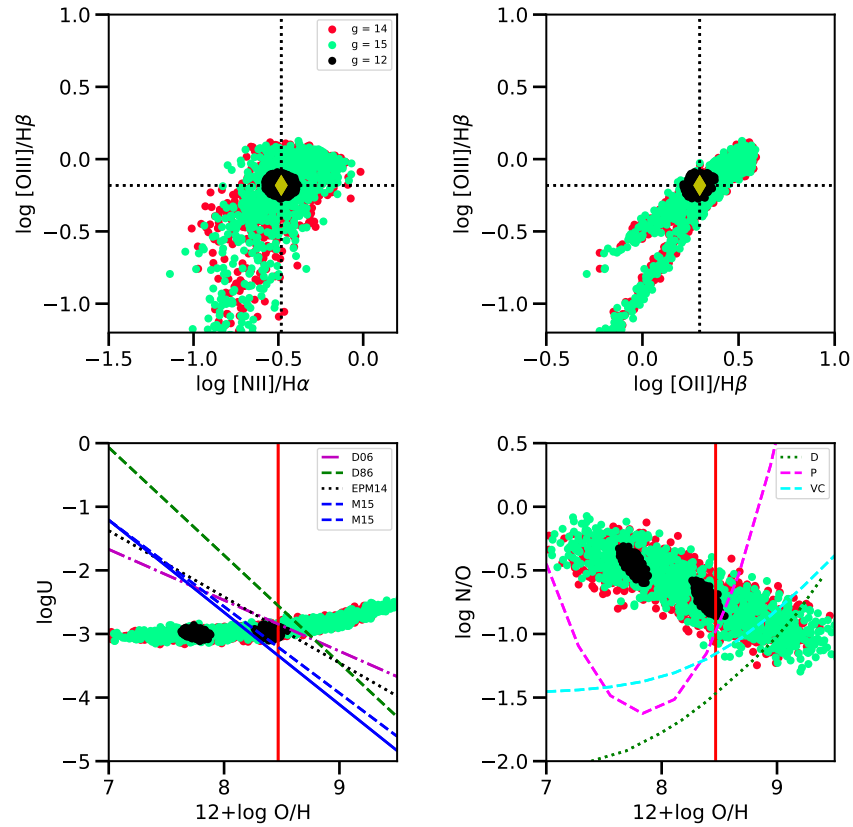 1.0
0.5
0.0
−0.5
−1.0
log [OIII]/Hβ
−1.5
−1.0
−0.5
0.0
log [NII]/Hα
g = 14
g = 15
g = 12
1.0
0.5
0.0
−0.5
−1.0
log [OIII]/Hβ
−0.5
0.0
0.5
1.0
log [OII]/Hβ
0
−1
−2
−3
−4
−5
logU
7
8
9
12+log O/H
D06
D86
EPM14
M15
M15
0.5
0.0
−0.5
−1.0
−1.5
−2.0
log N/O
7
8
9
12+log O/H
D
P
VC